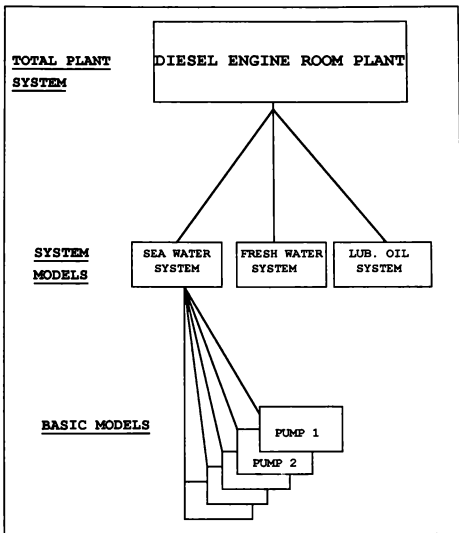 TOTAL PLANT
SYSTEM
DIESEL ENGINE ROOM PLANT
SYSTEM
MODELS
SEA WATER
SYSTEM
FRESH WATER
SYSTEM
LUB. OIL
SYSTEM
BASIC MODELS
PUMP 1
PUMP 2